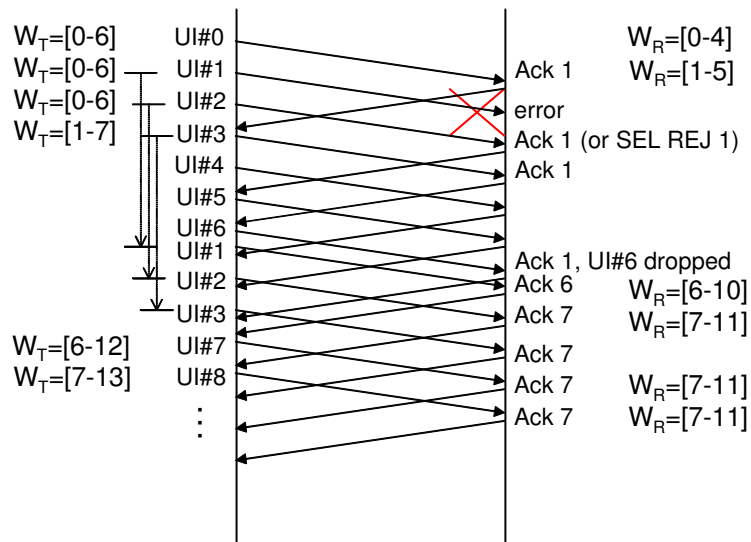 W_T=[0-6] UI#0 W_R=[0-4]
W_T=[0-6] UI#1 Ack 1 W_R=[1-5]
W_T=[0-6] UI#2 error
W_T=[1-7] UI#3 Ack 1 (or SEL REJ 1)
UI#4 Ack 1
UI#5
UI#6
UI#1 Ack 1, UI#6 dropped
UI#2 Ack 6 W_R=[6-10]
UI#3 Ack 7 W_R=[7-11]
W_T=[6-12] UI#7 Ack 7
W_T=[7-13] UI#8 Ack 7 W_R=[7-11]
⋮ Ack 7 W_R=[7-11]